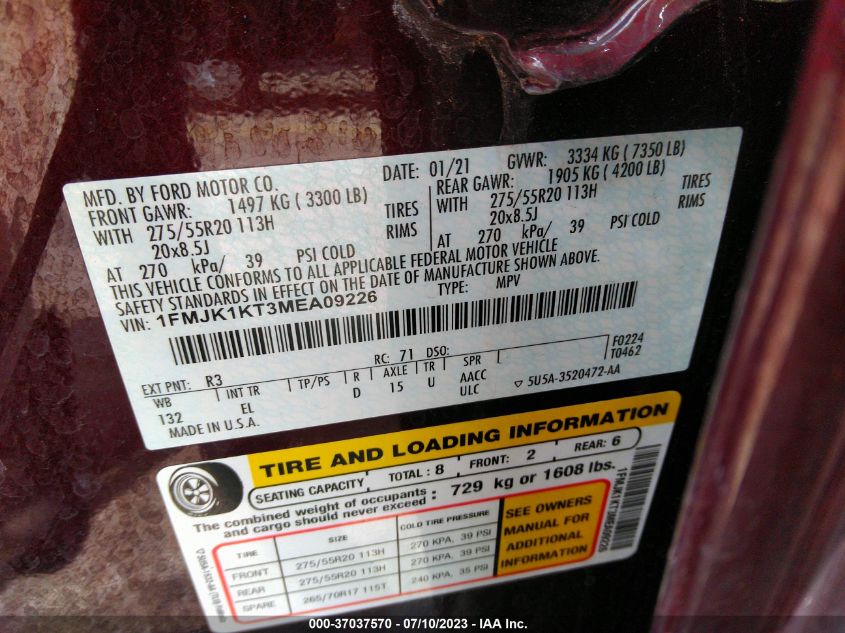 MFD. BY FORD MOTOR CO.
DATE: 01/21 GVWR: 3334 KG ( 7350 LB)
FRONT GAWR: 1497 KG ( 3300 LB)
REAR GAWR: 1905 KG ( 4200 LB)
WITH 275/55R20 113H TIRES
WITH 275/55R20 113H TIRES
20x8.5J RIMS
20x8.5J RIMS
AT 270 kPa/ 39 PSI COLD
AT 270 kPa/ 39 PSI COLD
THIS VEHICLE CONFORMS TO ALL APPLICABLE FEDERAL MOTOR VEHICLE
SAFETY STANDARDS IN EFFECT ON THE DATE OF MANUFACTURE SHOWN ABOVE.
VIN: 1FMJK1KT3MEA09226 TYPE: MPV
F0224
T0462
EXT PNT: R3 RC: 71 DSO:
WB INT TR TP/PS R AXLE TR SPR
132 EL D 15 U AACC
ULC
MADE IN U.S.A.
5U5A-3520472-AA
TIRE AND LOADING INFORMATION
SEATING CAPACITY TOTAL : 8 FRONT: 2 REAR: 6
The combined weight of occupants
and cargo should never exceed : 729 kg or 1608 lbs.
TIRE SIZE COLD TIRE PRESSURE
FRONT 275/55R20 113H 270 KPA, 39 PSI
REAR 275/55R20 113H 270 KPA, 39 PSI
SPARE 265/70R17 115T 240 KPA, 35 PSI
SEE OWNERS
MANUAL FOR
ADDITIONAL
INFORMATION
1FMJK1KT3MEA09226
000-37037570 - 07/10/2023 - IAA Inc.